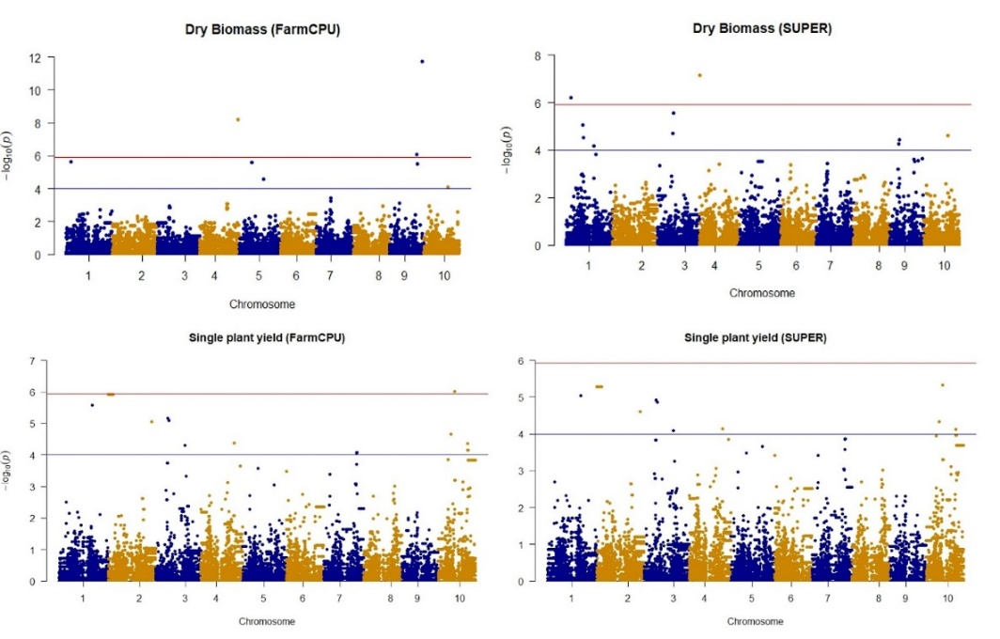 Dry Biomass (FarmCPU)
12
10
8
6
4
2
0
−log₁₀(p)
1 2 3 4 5 6 7 8 9 10
Chromosome
Dry Biomass (SUPER)
8
6
4
2
0
−log₁₀(p)
1 2 3 4 5 6 7 8 9 10
Chromosome
Single plant yield (FarmCPU)
7
6
5
4
3
2
1
0
−log₁₀(p)
1 2 3 4 5 6 7 8 9 10
Chromosome
Single plant yield (SUPER)
6
5
4
3
2
1
0
1 2 3 4 5 6 7 8 9 10
Chromosome